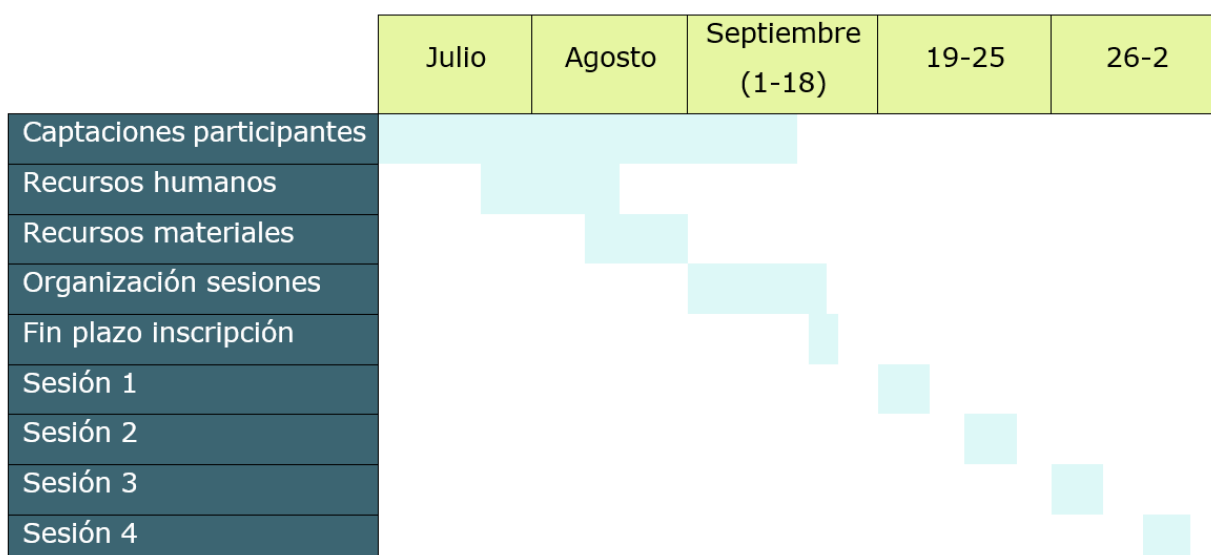 Julio
Agosto
Septiembre
(1-18)
19-25
26-2
Captaciones participantes
Recursos humanos
Recursos materiales
Organización sesiones
Fin plazo inscripción
Sesión 1
Sesión 2
Sesión 3
Sesión 4